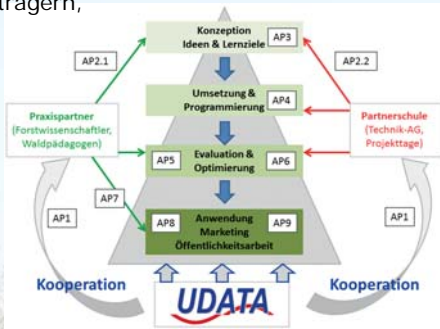 trägern,
Konzeption
Ideen & Lernziele
AP3
AP2.1
AP2.2
Umsetzung &
Programmierung
AP4
Praxispartner
(Forstwissenschaftler,
Waldpädagogen)
Partnerschule
(Technik-AG,
Projekttage)
AP5
Evaluation &
Optimierung
AP6
AP7
AP1
AP1
AP8
Anwendung
Marketing
Öffentlichkeitsarbeit
AP9
Kooperation
Kooperation
UDATA